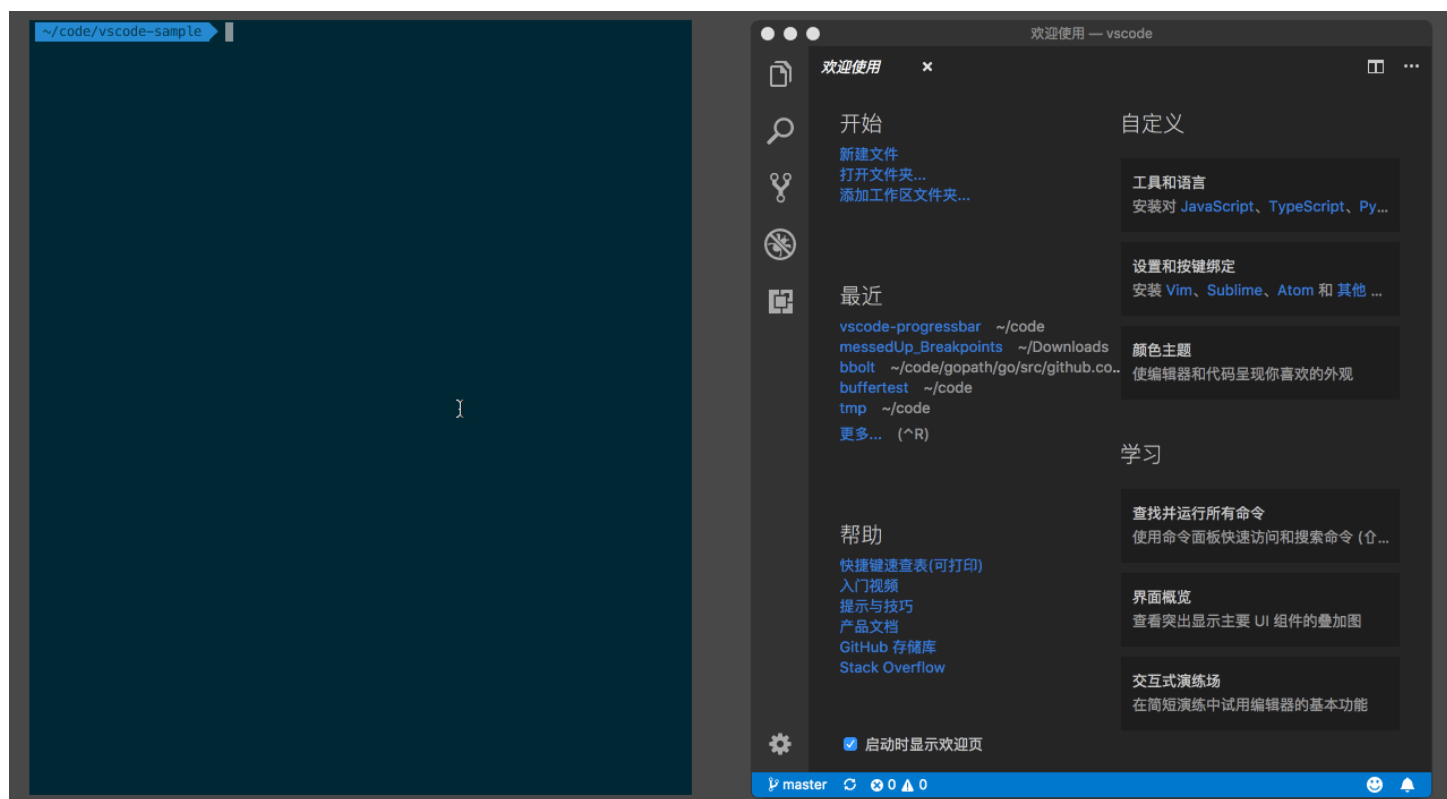 ~/code/vscode-sample
欢迎使用 — vscode
欢迎使用
开始
新建文件
打开文件夹...
添加工作区文件夹...
最近
vscode-progressbar ~/code
messedUp_Breakpoints ~/Downloads
bbolt ~/code/gopath/go/src/github.co...
buffertest ~/code
tmp ~/code
更多... (^R)
帮助
快捷键速查表(可打印)
入门视频
提示与技巧
产品文档
GitHub 存储库
Stack Overflow
启动时显示欢迎页
自定义
工具和语言
安装对 JavaScript、TypeScript、Py...
设置和按键绑定
安装 Vim、Sublime、Atom 和 其他 ...
颜色主题
使编辑器和代码呈现你喜欢的外观
学习
查找并运行所有命令
使用命令面板快速访问和搜索命令 (⇧...
界面概览
查看突出显示主要 UI 组件的叠加图
交互式演练场
在简短演练中试用编辑器的基本功能
master 0 0